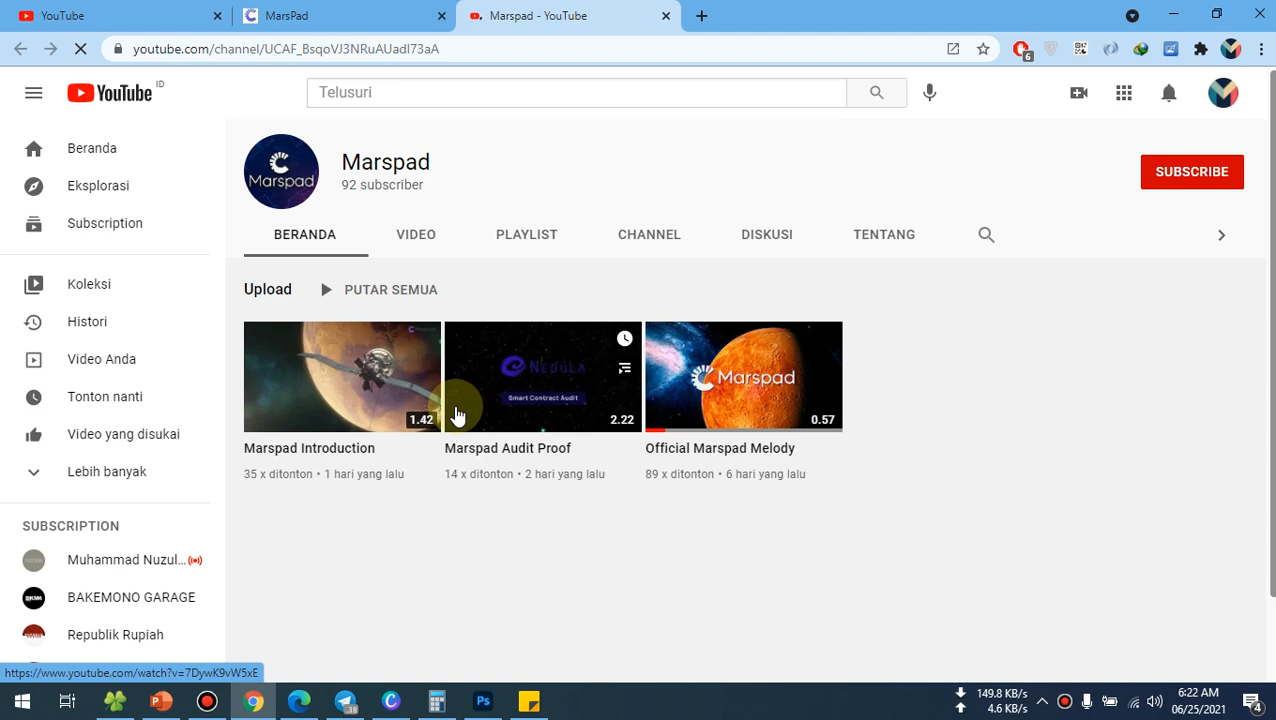 YouTube
MarsPad
Marspad - YouTube
youtube.com/channel/UCAF_BsqoVJ3NRuAUadI73aA
6
YouTube ID
Telusuri
Beranda
Eksplorasi
Subscription
Koleksi
Histori
Video Anda
Tonton nanti
Video yang disukai
Lebih banyak
SUBSCRIPTION
Muhammad Nuzul...
BAKEMONO GARAGE
Republik Rupiah
Marspad
Marspad
92 subscriber
SUBSCRIBE
BERANDA
VIDEO
PLAYLIST
CHANNEL
DISKUSI
TENTANG
Upload
PUTAR SEMUA
1.42
NEBULA
Smart Contract Audit
2.22
Marspad
0.57
Marspad Introduction
35 x ditonton • 1 hari yang lalu
Marspad Audit Proof
14 x ditonton • 2 hari yang lalu
Official Marspad Melody
89 x ditonton • 6 hari yang lalu
https://www.youtube.com/watch?v=7DywK9vW5xE
38
Ps
149.8 KB/s
4.6 KB/s
6:22 AM
06/25/2021
4